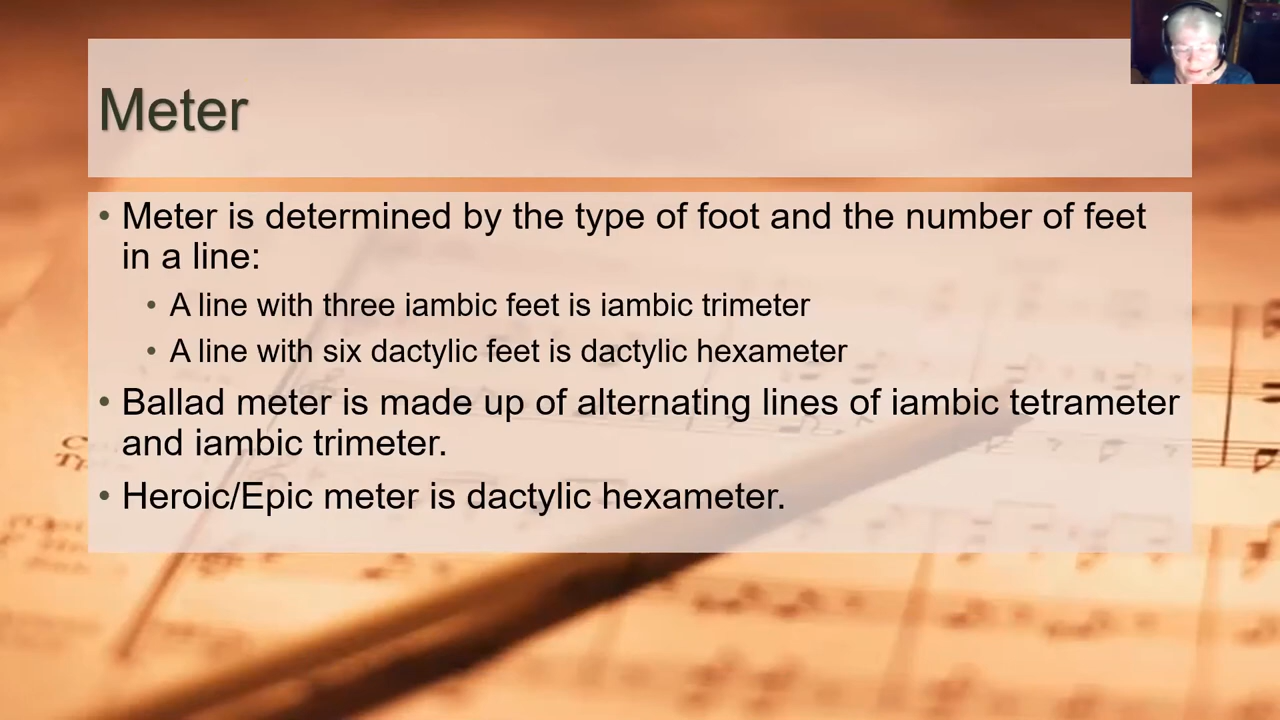 Meter
• Meter is determined by the type of foot and the number of feet
in a line:
• A line with three iambic feet is iambic trimeter
• A line with six dactylic feet is dactylic hexameter
• Ballad meter is made up of alternating lines of iambic tetrameter
and iambic trimeter.
• Heroic/Epic meter is dactylic hexameter.